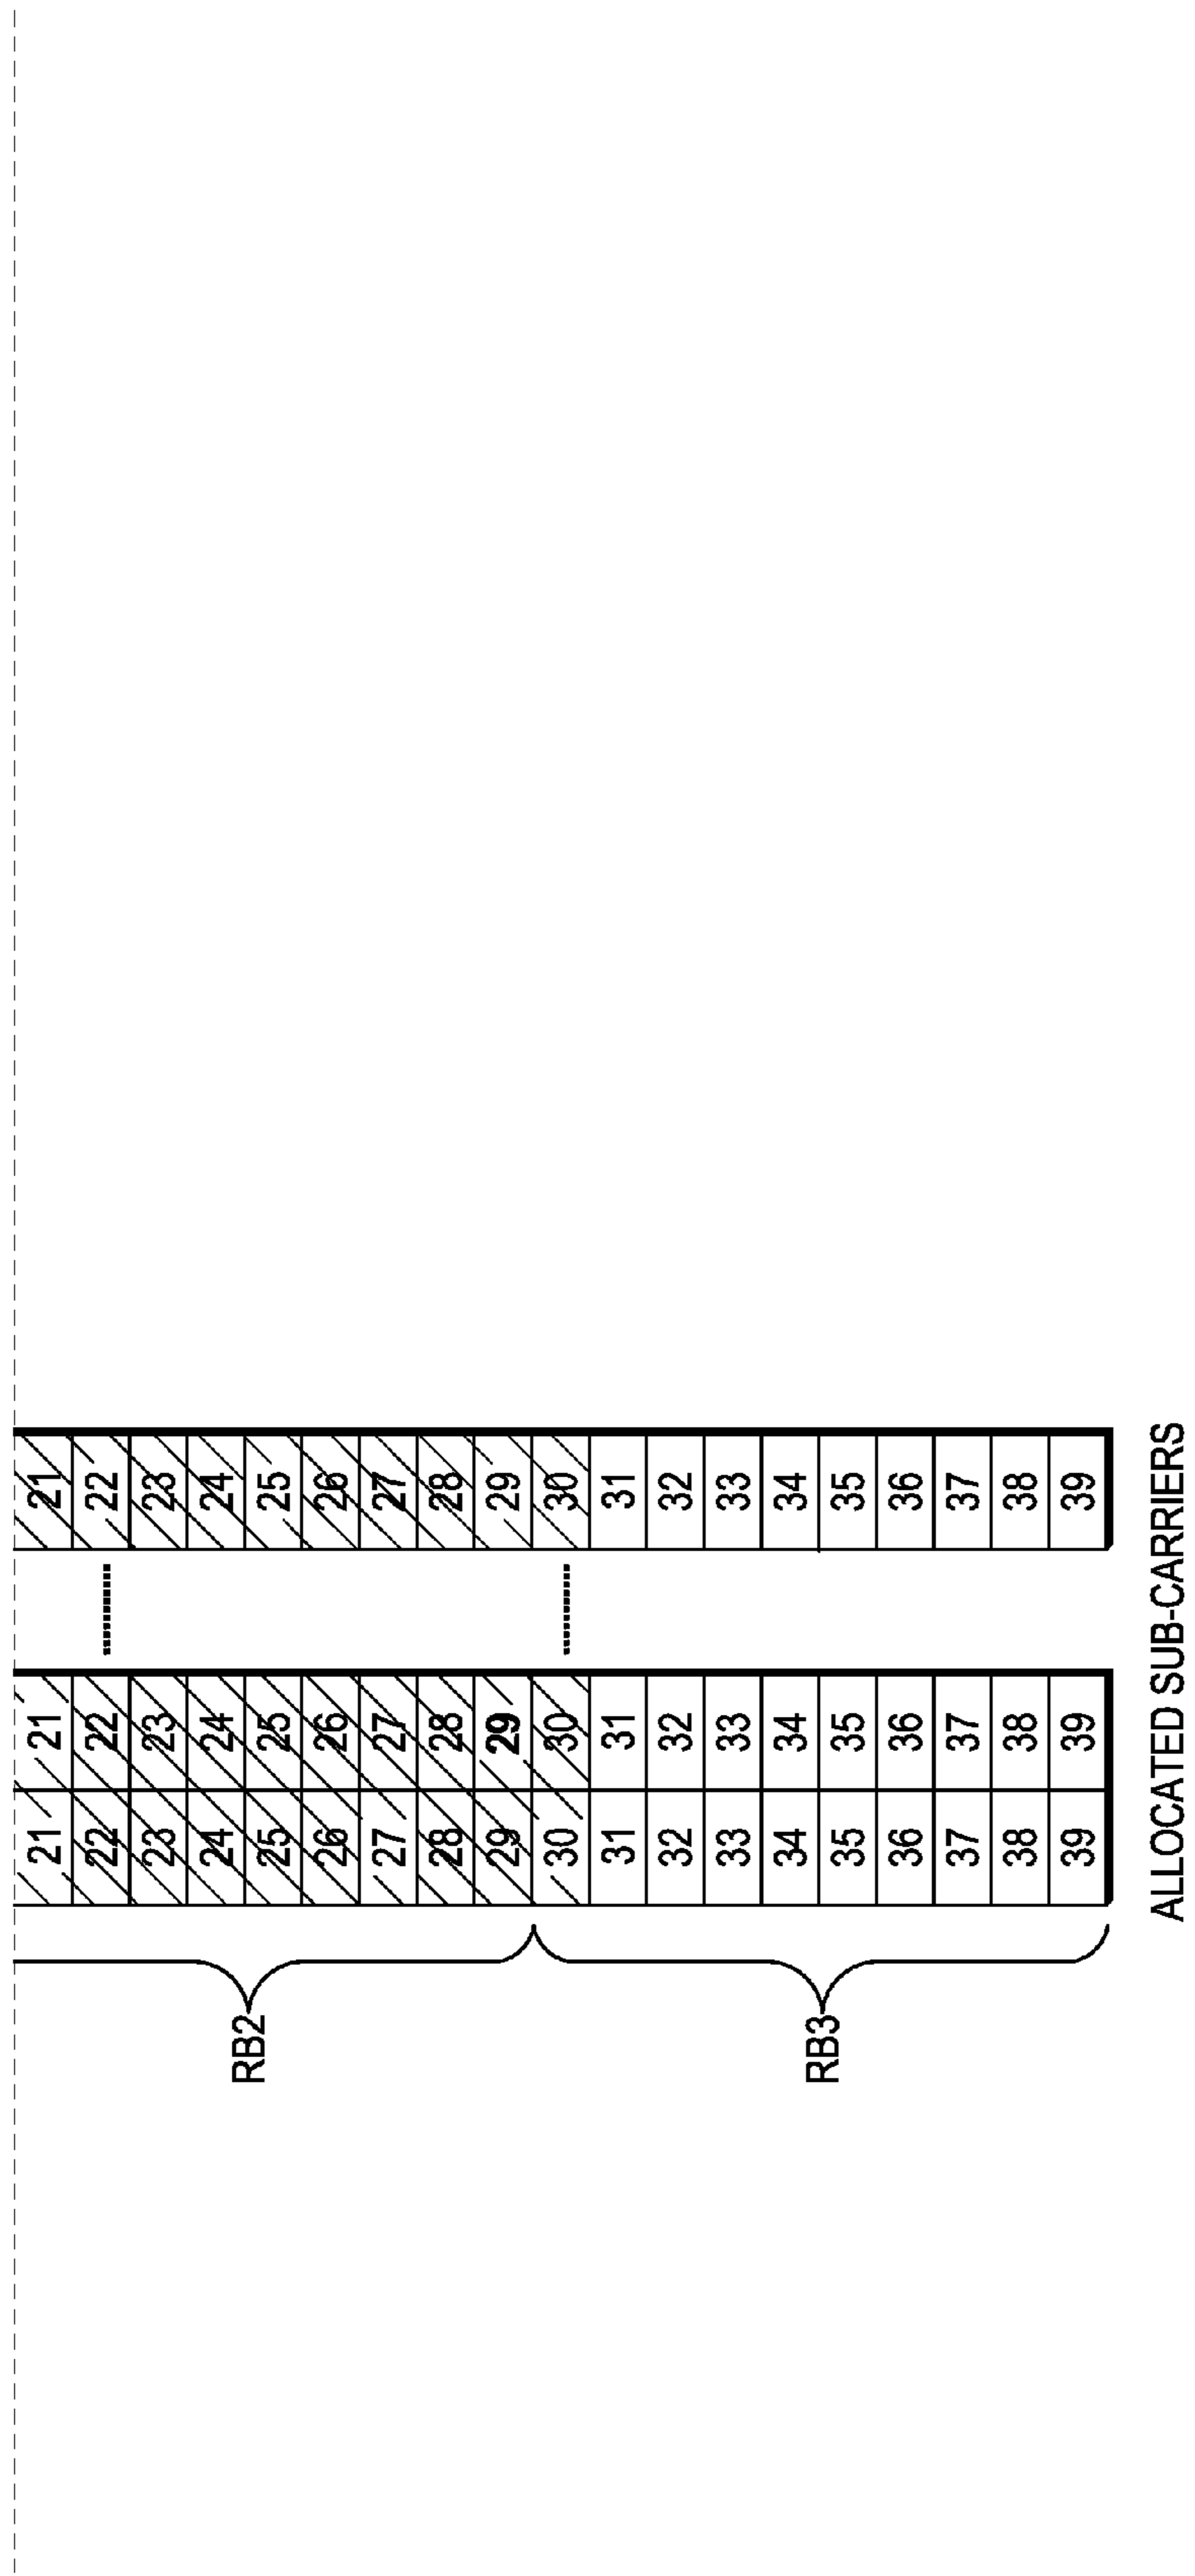 21 21 21
22 22 22
23 23 23
24 24 24
RB2
25 25 25
26 26 26
27 27 27
28 28 28
29 29 29
30 30 30
31 31 31
32 32 32
33 33 33
34 34 34
RB3
35 35 35
36 36 36
37 37 37
38 38 38
39 39 39
ALLOCATED SUB-CARRIERS